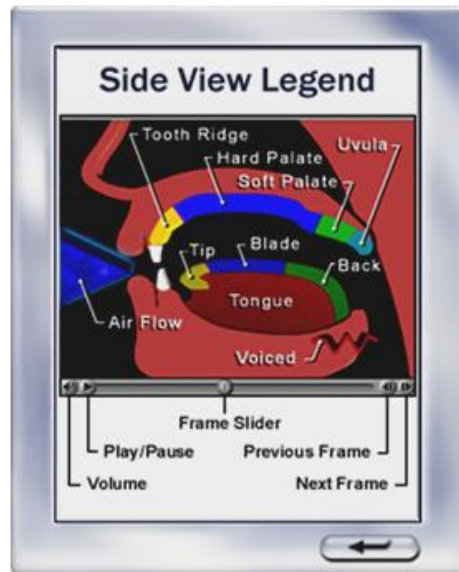 Side View Legend
Tooth Ridge
Hard Palate
Uvula
Soft Palate
Tip
Blade
Back
Tongue
Air Flow
Voiced
Frame Slider
Play/Pause
Previous Frame
Volume
Next Frame